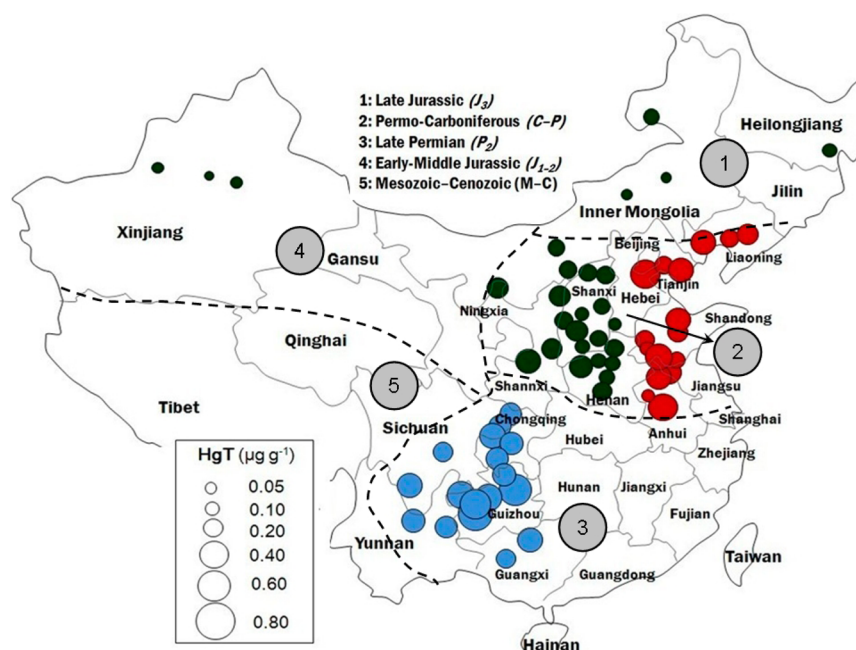 1: Late Jurassic (J₃)
2: Permo-Carboniferous (C–P)
3: Late Permian (P₂)
4: Early-Middle Jurassic (J₁₋₂)
5: Mesozoic–Cenozoic (M–C)
Heilongjiang
1
Jilin
Inner Mongolia
Xinjiang
4
Gansu
Beijing
Liaoning
Tianjin
Shanxi
Hebei
Ningxia
Shandong
Qinghai
2
5
Shannxi
Henan
Jiangsu
Tibet
Sichuan
Chongqing
Shanghai
Anhui
Hubei
Zhejiang
HgT (µg g⁻¹)
0.05
0.10
0.20
0.40
0.60
0.80
Hunan
Jiangxi
Guizhou
Fujian
3
Yunnan
Taiwan
Guangxi
Guangdong
Hainan